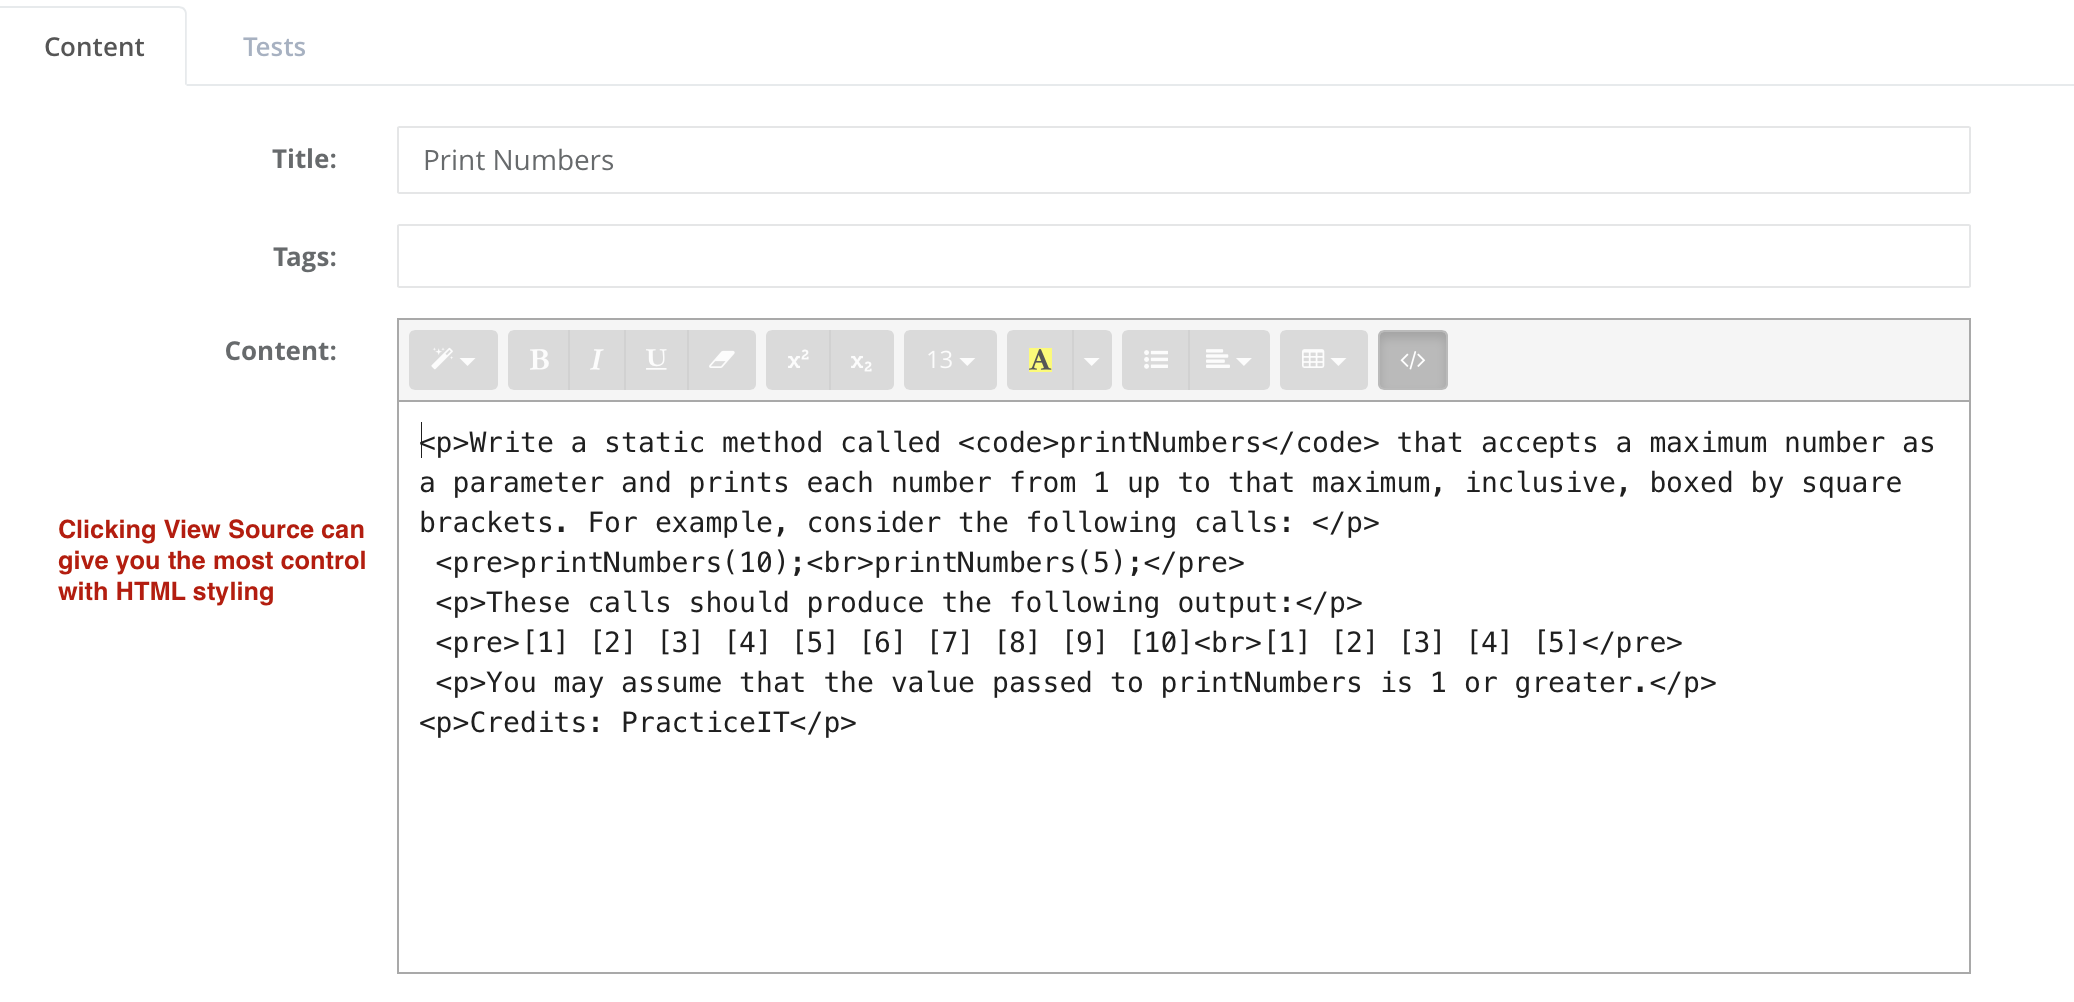 Content Tests
Title: Print Numbers
Tags:
Content:
B I U x² x₂ 13 A </>
<p>Write a static method called <code>printNumbers</code> that accepts a maximum number as
a parameter and prints each number from 1 up to that maximum, inclusive, boxed by square
brackets. For example, consider the following calls: </p>
<pre>printNumbers(10);<br>printNumbers(5);</pre>
<p>These calls should produce the following output:</p>
<pre>[1] [2] [3] [4] [5] [6] [7] [8] [9] [10]<br>[1] [2] [3] [4] [5]</pre>
<p>You may assume that the value passed to printNumbers is 1 or greater.</p>
<p>Credits: PracticeIT</p>
Clicking View Source can
give you the most control
with HTML styling